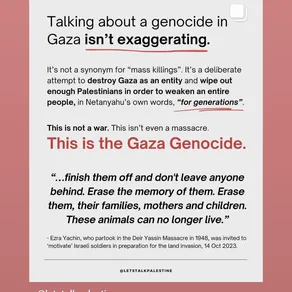 Talking about a genocide in
Gaza isn't exaggerating.
It's not a synonym for "mass killings". It's a deliberate
attempt to destroy Gaza as an entity and wipe out
enough Palestinians in order to weaken an entire
people, in Netanyahu's own words, "for generations".
This is not a war. This isn't even a massacre.
This is the Gaza Genocide.
"...finish them off and don't leave anyone
behind. Erase the memory of them. Erase
them, their families, mothers and children.
These animals can no longer live."
- Ezra Yachin, who partook in the Deir Yassin Massacre in 1948, was invited to
'motivate' Israeli soldiers in preparation for the land invasion, 14 Oct 2023.
@LETSTALKPALESTINE